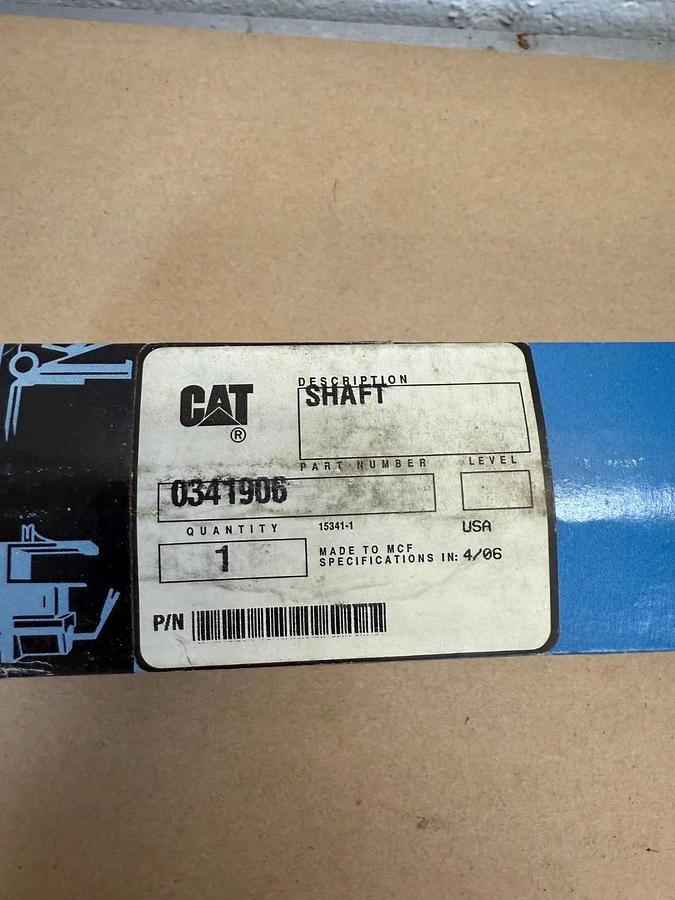 CAT
®
DESCRIPTION
SHAFT
PART NUMBER LEVEL
0341906
QUANTITY 15341-1 USA
1
MADE TO MCF
SPECIFICATIONS IN: 4/06
P/N